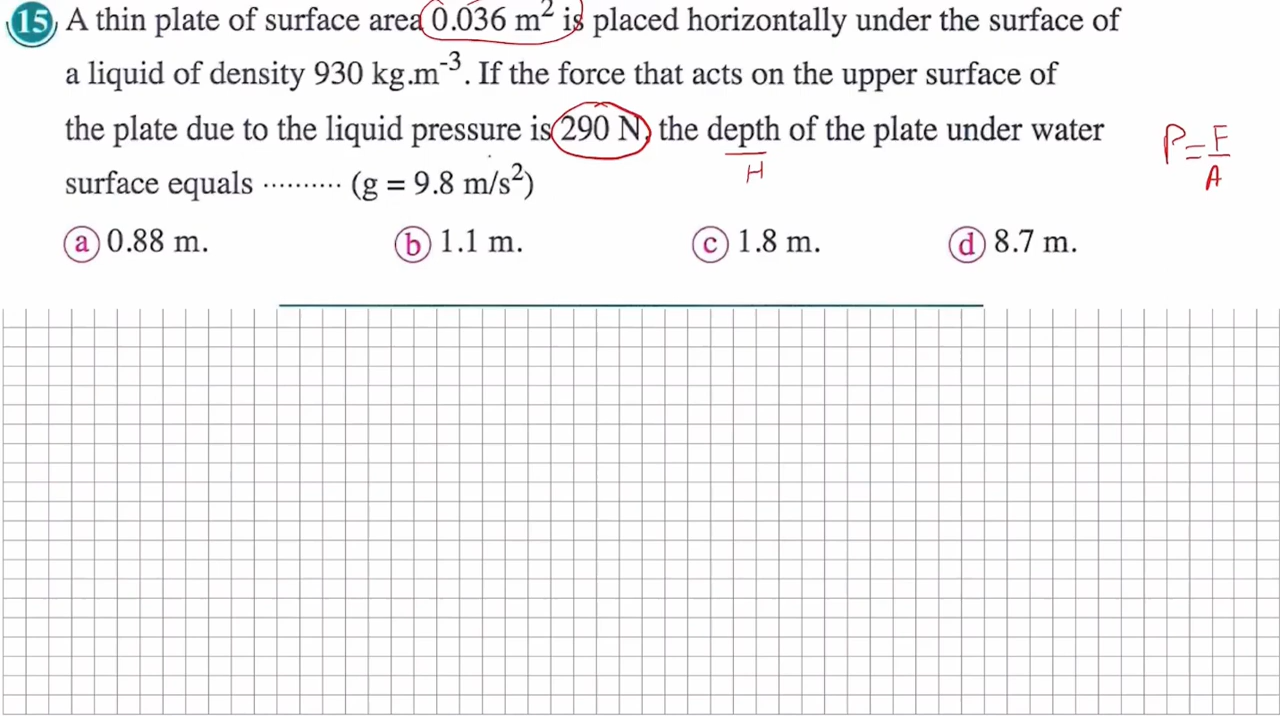 15 A thin plate of surface area 0.036 m² is placed horizontally under the surface of
a liquid of density 930 kg.m⁻³. If the force that acts on the upper surface of
the plate due to the liquid pressure is 290 N, the depth of the plate under water
H
P = F/A
surface equals ·········· (g = 9.8 m/s²)
a 0.88 m. b 1.1 m. c 1.8 m. d 8.7 m.